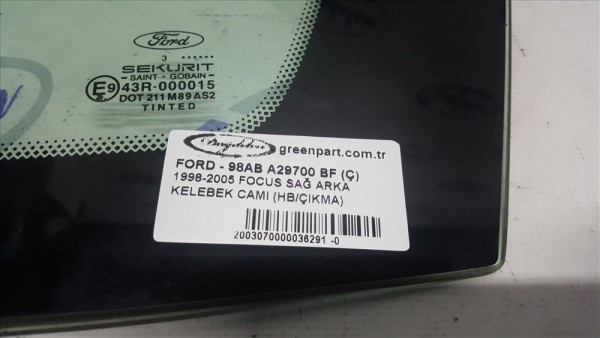 Ford
3
SEKURIT
SAINT - GOBAIN
E9 43R-000015
DOT 211 M89 AS2
TINTED
greenpart.com.tr
FORD - 98AB A29700 BF (Ç)
1998-2005 FOCUS SAĞ ARKA
KELEBEK CAMI (HB/ÇIKMA)
2003070000036291 -0